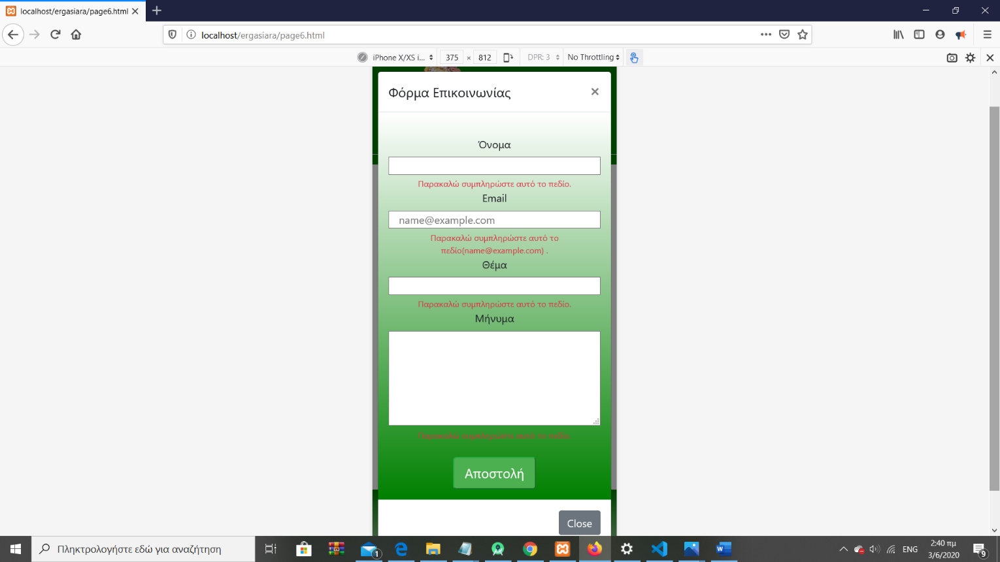 localhost/ergasiara/page6.html
localhost/ergasiara/page6.html
iPhone X/XS i... 375 × 812 DPR: 3 No Throttling
Φόρμα Επικοινωνίας ×
Όνομα
Παρακαλώ συμπληρώστε αυτό το πεδίο.
Email
name@example.com
Παρακαλώ συμπληρώστε αυτό το
πεδίο(name@example.com) .
Θέμα
Παρακαλώ συμπληρώστε αυτό το πεδίο.
Μήνυμα
Παρακαλώ συμπληρώστε αυτό το πεδίο.
Αποστολή
Close
Πληκτρολογήστε εδώ για αναζήτηση
1
W
ENG
2:40 πμ
3/6/2020
9